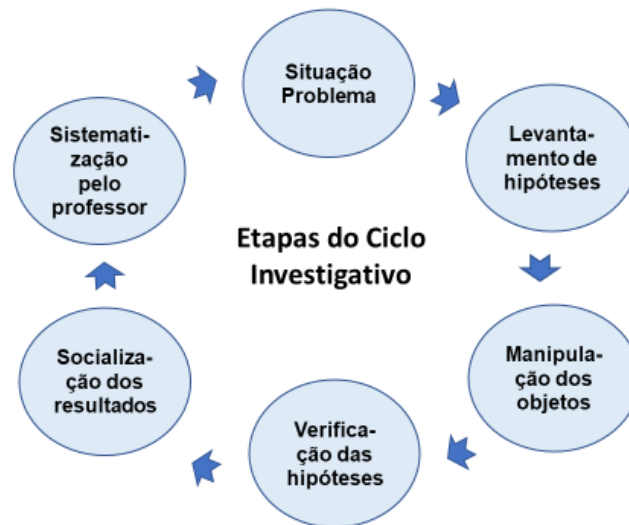 Situação
Problema
Levanta-
mento de
hipóteses
Manipula-
ção dos
objetos
Verifica-
ção das
hipóteses
Socializa-
ção dos
resultados
Sistemati-
zação
pelo
professor
Etapas do Ciclo
Investigativo